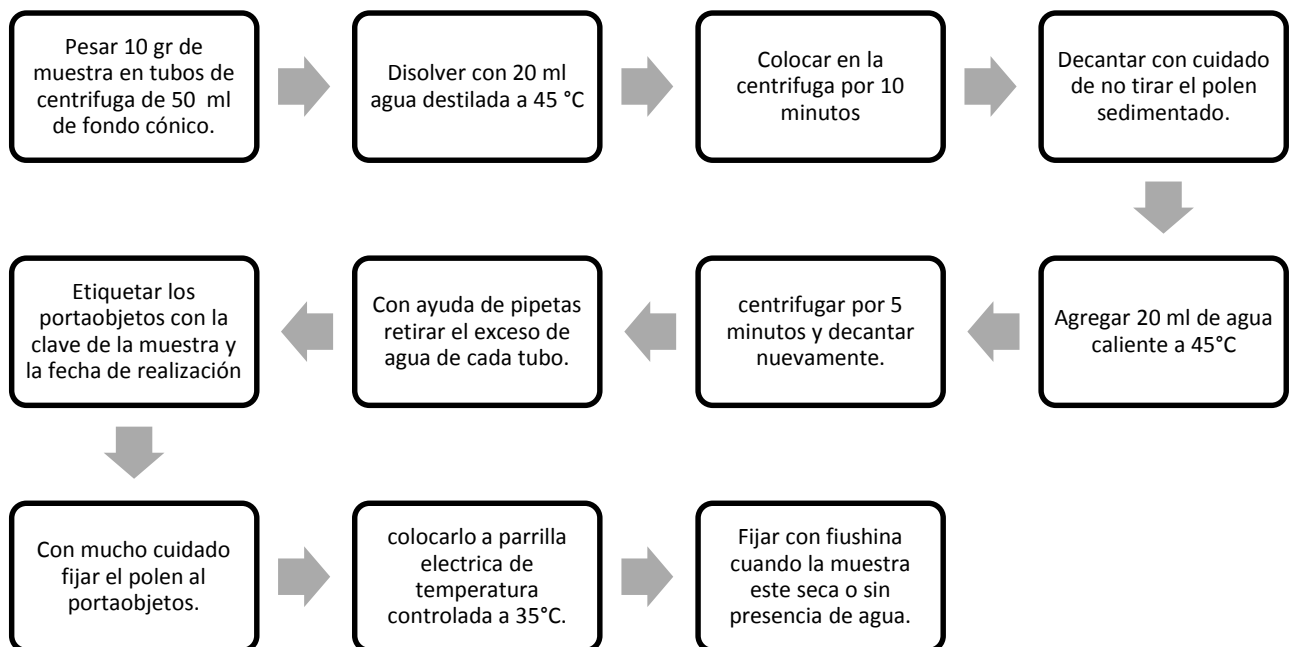 Pesar 10 gr de
muestra en tubos de
centrifuga de 50 ml
de fondo cónico.
Disolver con 20 ml
agua destilada a 45 °C
Colocar en la
centrifuga por 10
minutos
Decantar con cuidado
de no tirar el polen
sedimentado.
Agregar 20 ml de agua
caliente a 45°C
centrifugar por 5
minutos y decantar
nuevamente.
Con ayuda de pipetas
retirar el exceso de
agua de cada tubo.
Etiquetar los
portaobjetos con la
clave de la muestra y
la fecha de realización
Con mucho cuidado
fijar el polen al
portaobjetos.
colocarlo a parrilla
electrica de
temperatura
controlada a 35°C.
Fijar con fiushina
cuando la muestra
este seca o sin
presencia de agua.